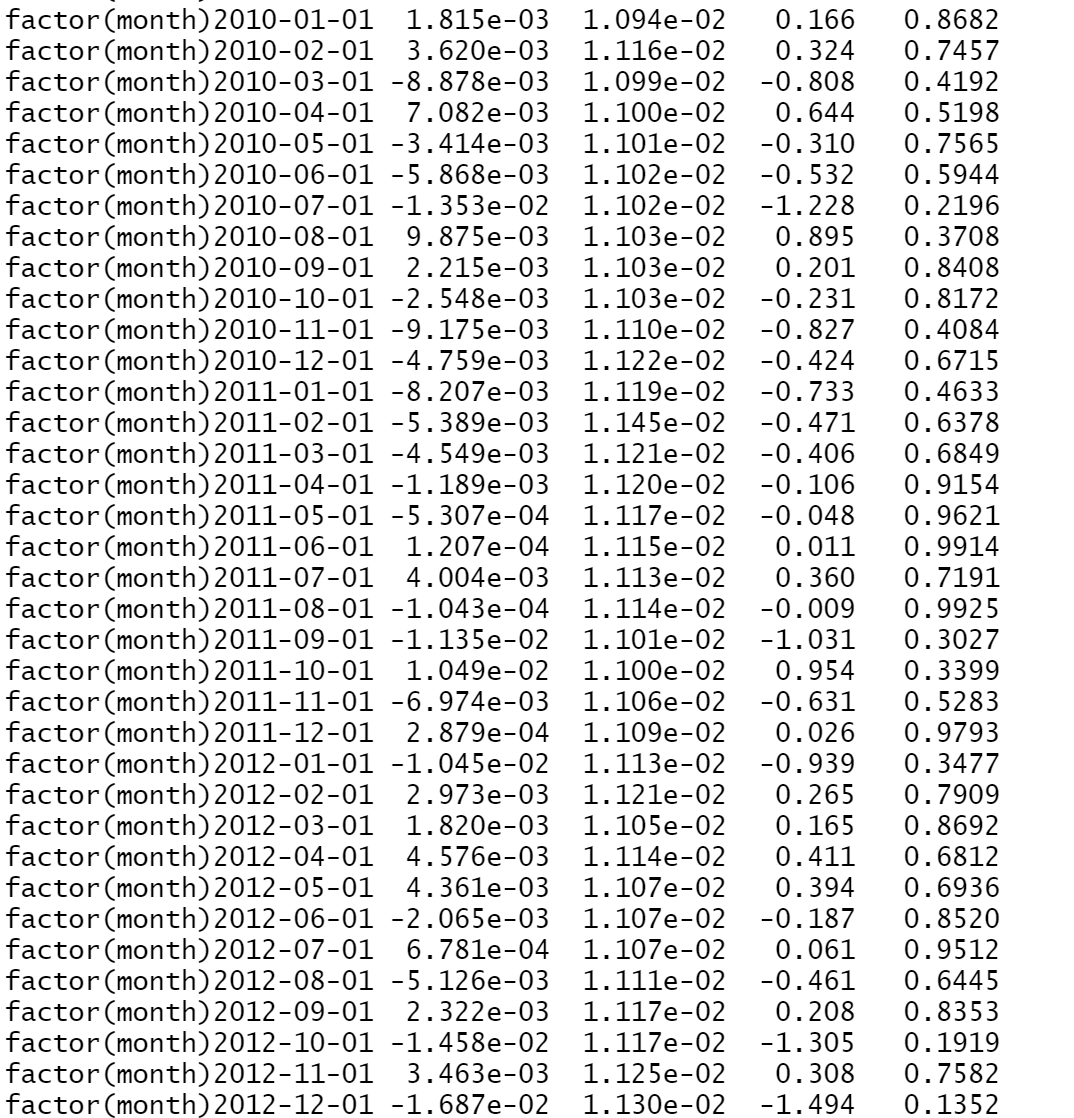 factor(month)2010-01-01  1.815e-03  1.094e-02   0.166   0.8682
factor(month)2010-02-01  3.620e-03  1.116e-02   0.324   0.7457
factor(month)2010-03-01 -8.878e-03  1.099e-02  -0.808   0.4192
factor(month)2010-04-01  7.082e-03  1.100e-02   0.644   0.5198
factor(month)2010-05-01 -3.414e-03  1.101e-02  -0.310   0.7565
factor(month)2010-06-01 -5.868e-03  1.102e-02  -0.532   0.5944
factor(month)2010-07-01 -1.353e-02  1.102e-02  -1.228   0.2196
factor(month)2010-08-01  9.875e-03  1.103e-02   0.895   0.3708
factor(month)2010-09-01  2.215e-03  1.103e-02   0.201   0.8408
factor(month)2010-10-01 -2.548e-03  1.103e-02  -0.231   0.8172
factor(month)2010-11-01 -9.175e-03  1.110e-02  -0.827   0.4084
factor(month)2010-12-01 -4.759e-03  1.122e-02  -0.424   0.6715
factor(month)2011-01-01 -8.207e-03  1.119e-02  -0.733   0.4633
factor(month)2011-02-01 -5.389e-03  1.145e-02  -0.471   0.6378
factor(month)2011-03-01 -4.549e-03  1.121e-02  -0.406   0.6849
factor(month)2011-04-01 -1.189e-03  1.120e-02  -0.106   0.9154
factor(month)2011-05-01 -5.307e-04  1.117e-02  -0.048   0.9621
factor(month)2011-06-01  1.207e-04  1.115e-02   0.011   0.9914
factor(month)2011-07-01  4.004e-03  1.113e-02   0.360   0.7191
factor(month)2011-08-01 -1.043e-04  1.114e-02  -0.009   0.9925
factor(month)2011-09-01 -1.135e-02  1.101e-02  -1.031   0.3027
factor(month)2011-10-01  1.049e-02  1.100e-02   0.954   0.3399
factor(month)2011-11-01 -6.974e-03  1.106e-02  -0.631   0.5283
factor(month)2011-12-01  2.879e-04  1.109e-02   0.026   0.9793
factor(month)2012-01-01 -1.045e-02  1.113e-02  -0.939   0.3477
factor(month)2012-02-01  2.973e-03  1.121e-02   0.265   0.7909
factor(month)2012-03-01  1.820e-03  1.105e-02   0.165   0.8692
factor(month)2012-04-01  4.576e-03  1.114e-02   0.411   0.6812
factor(month)2012-05-01  4.361e-03  1.107e-02   0.394   0.6936
factor(month)2012-06-01 -2.065e-03  1.107e-02  -0.187   0.8520
factor(month)2012-07-01  6.781e-04  1.107e-02   0.061   0.9512
factor(month)2012-08-01 -5.126e-03  1.111e-02  -0.461   0.6445
factor(month)2012-09-01  2.322e-03  1.117e-02   0.208   0.8353
factor(month)2012-10-01 -1.458e-02  1.117e-02  -1.305   0.1919
factor(month)2012-11-01  3.463e-03  1.125e-02   0.308   0.7582
factor(month)2012-12-01 -1.687e-02  1.130e-02  -1.494   0.1352